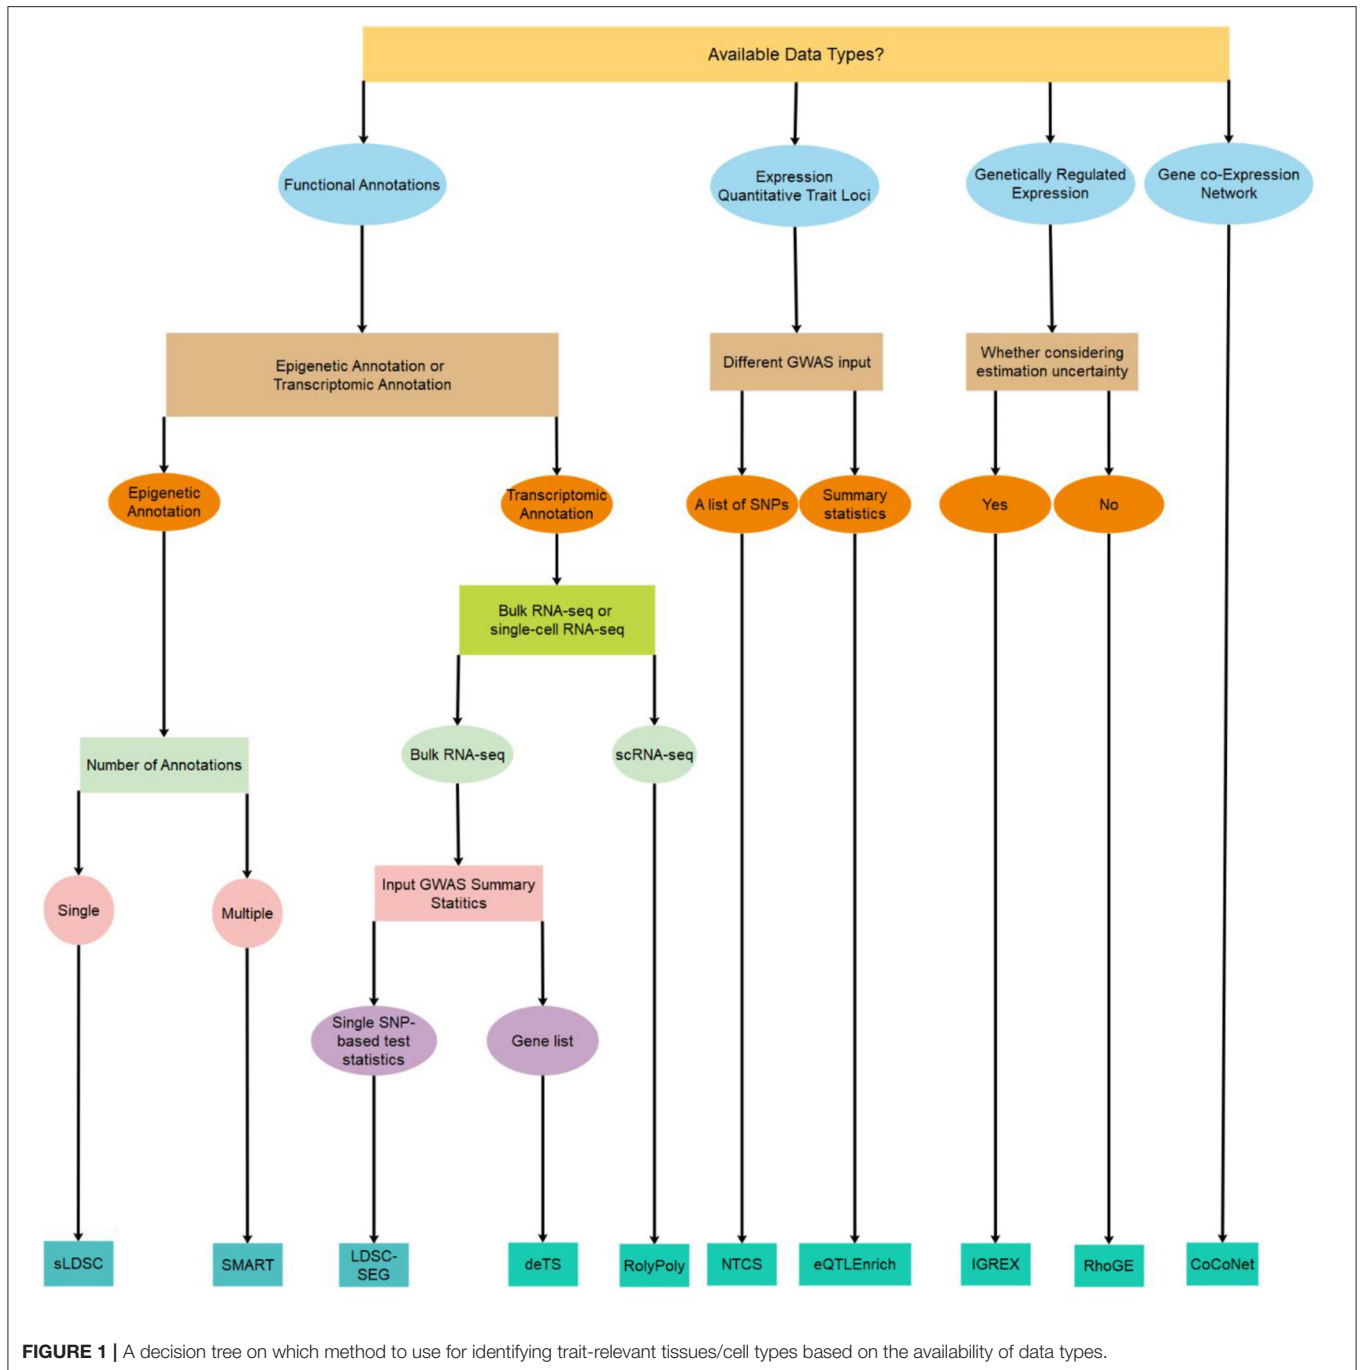 Available Data Types?
Functional Annotations
Expression
Quantitative Trait Loci
Genetically Regulated
Expression
Gene co-Expression
Network
Epigenetic Annotation or
Transcriptomic Annotation
Different GWAS input
Whether considering
estimation uncertainty
Epigenetic
Annotation
Transcriptomic
Annotation
A list of SNPs
Summary
statistics
Yes
No
Bulk RNA-seq or
single-cell RNA-seq
Number of Annotations
Bulk RNA-seq
scRNA-seq
Single
Multiple
Input GWAS Summary
Statitics
Single SNP-
based test
statistics
Gene list
sLDSC
SMART
LDSC-
SEG
deTS
RolyPoly
NTCS
eQTLEnrich
IGREX
RhoGE
CoCoNet
FIGURE 1 | A decision tree on which method to use for identifying trait-relevant tissues/cell types based on the availability of data types.